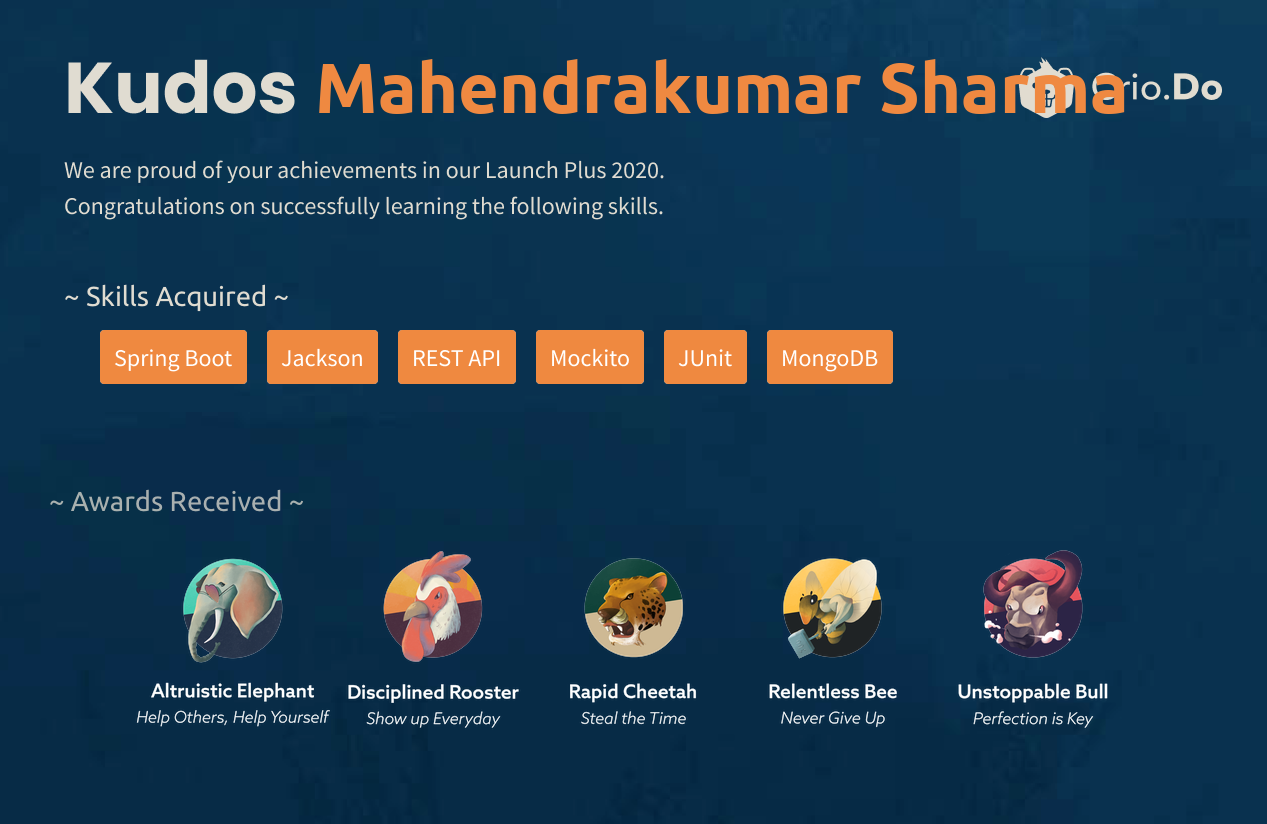 Kudos Mahendrakumar Sharma
Crio.Do
We are proud of your achievements in our Launch Plus 2020.
Congratulations on successfully learning the following skills.
~ Skills Acquired ~
Spring Boot Jackson REST API Mockito JUnit MongoDB
~ Awards Received ~
Altruistic Elephant Disciplined Rooster Rapid Cheetah Relentless Bee Unstoppable Bull
Help Others, Help Yourself Show up Everyday Steal the Time Never Give Up Perfection is Key